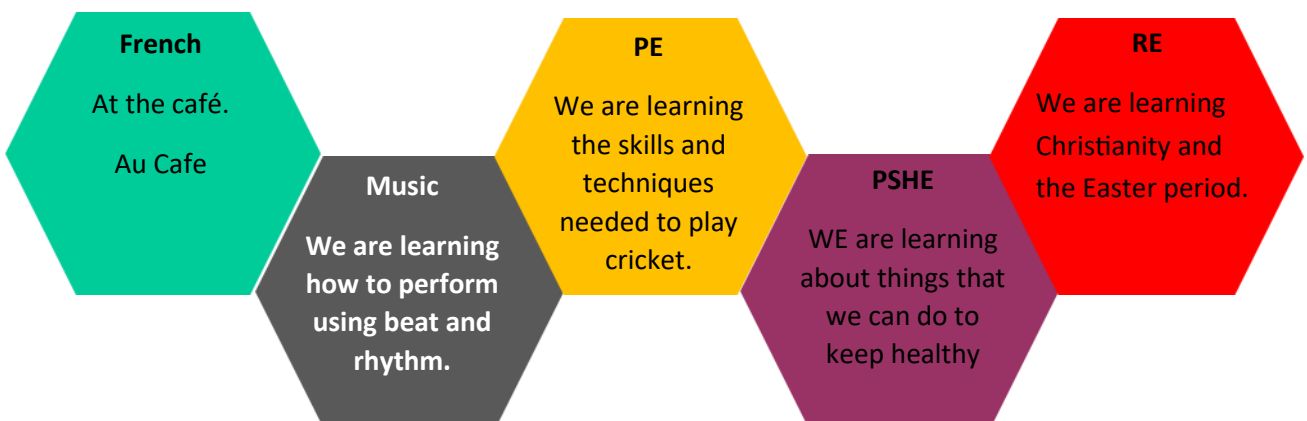 French
At the café.
Au Cafe
Music
We are learning
how to perform
using beat and
rhythm.
PE
We are learning
the skills and
techniques
needed to play
cricket.
PSHE
WE are learning
about things that
we can do to
keep healthy
RE
We are learning
Christianity and
the Easter period.